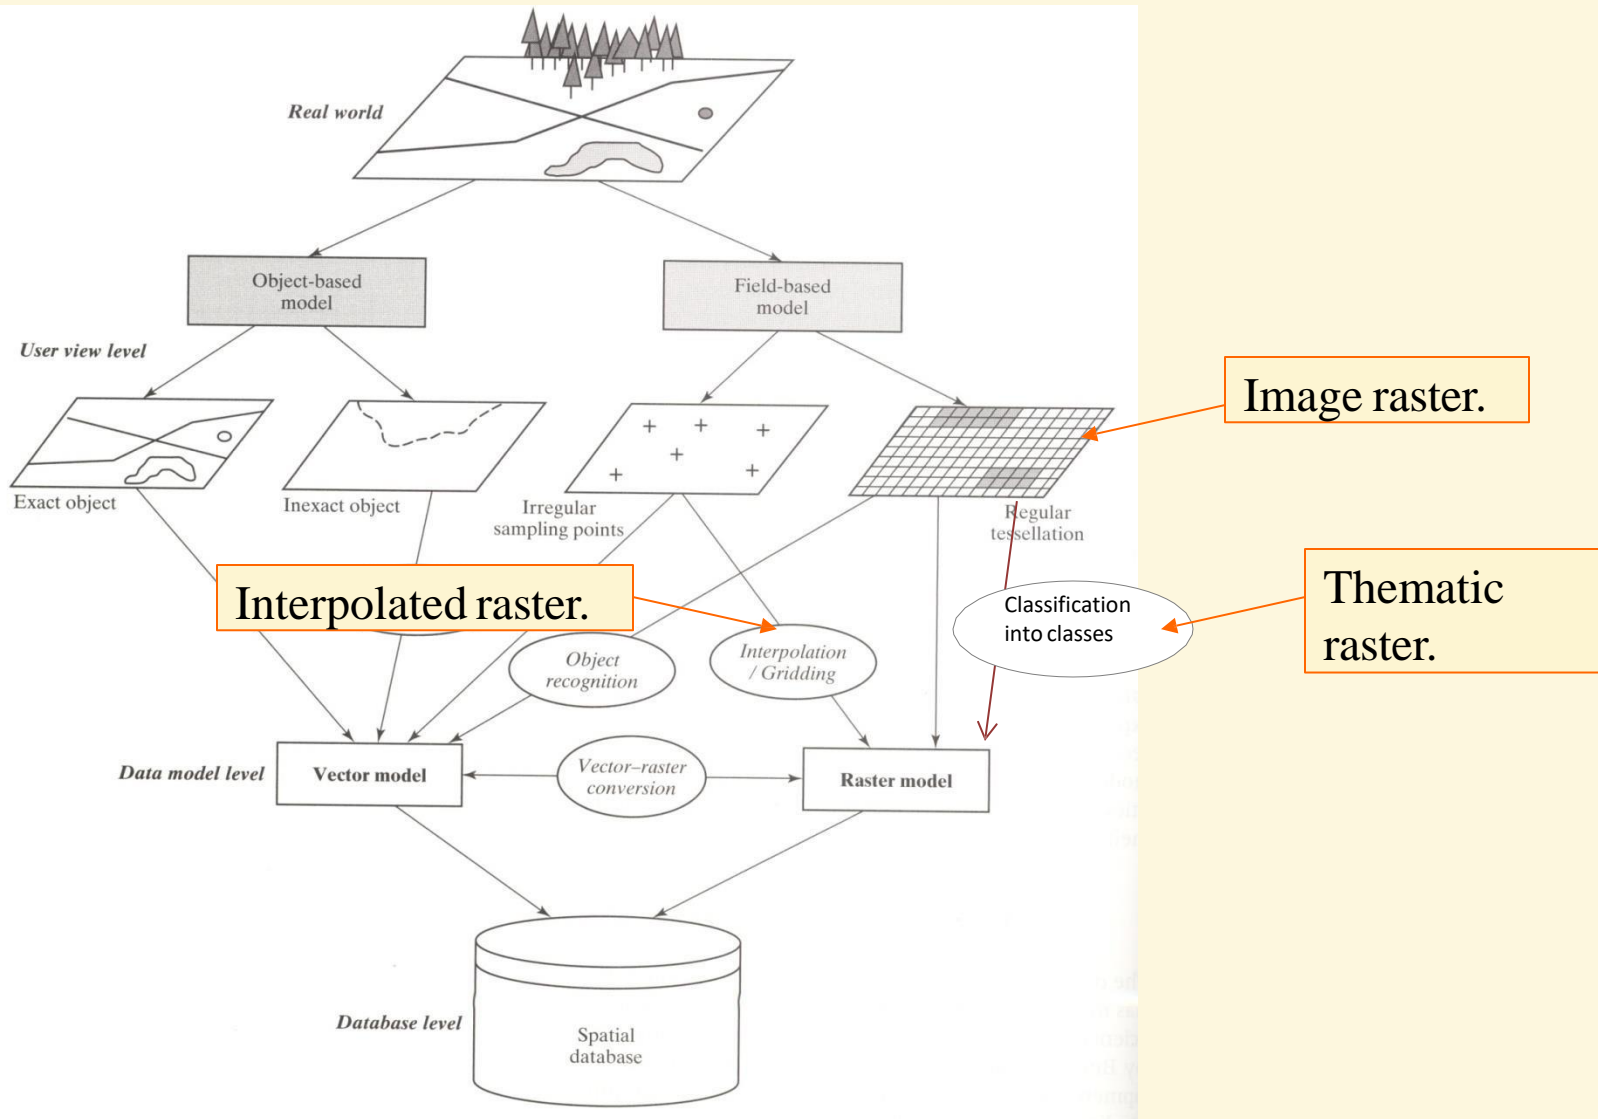 Real world
Object-based
model
Field-based
model
User view level
Image raster.
Exact object
Inexact object
Irregular
sampling points
Regular
tessellation
Interpolated raster.
Classification
into classes
Thematic
raster.
Object
recognition
Interpolation
/ Gridding
Data model level
Vector model
Vector–raster
conversion
Raster model
Database level
Spatial
database